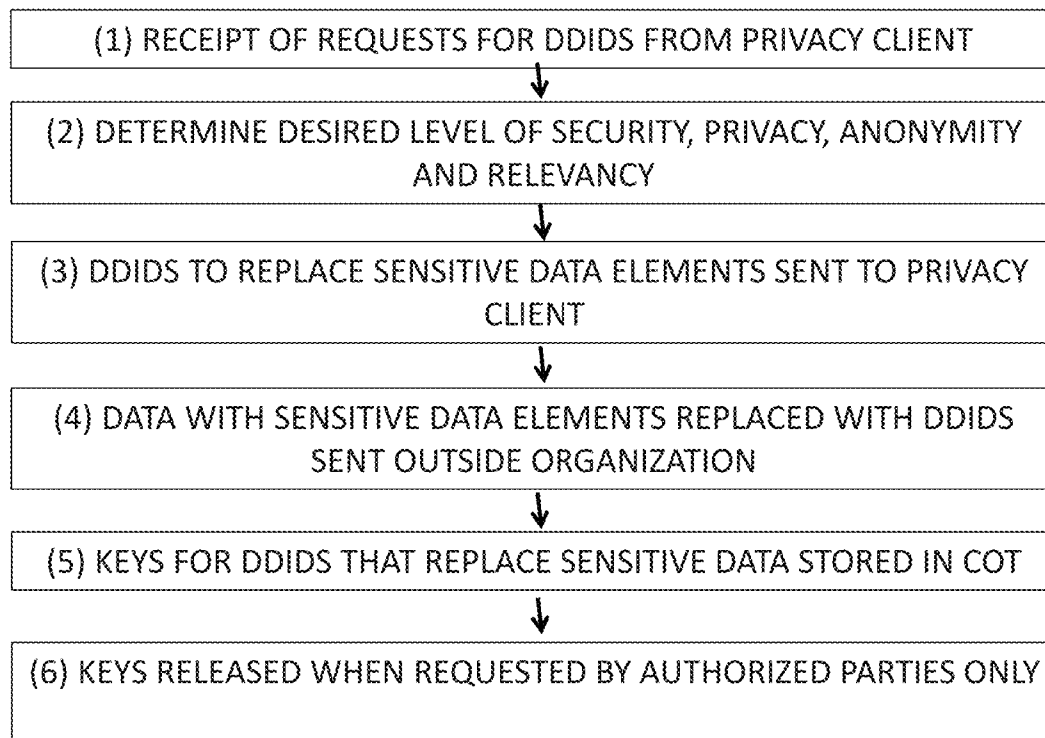 (1) RECEIPT OF REQUESTS FOR DDIDS FROM PRIVACY CLIENT
(2) DETERMINE DESIRED LEVEL OF SECURITY, PRIVACY, ANONYMITY
AND RELEVANCY
(3) DDIDS TO REPLACE SENSITIVE DATA ELEMENTS SENT TO PRIVACY
CLIENT
(4) DATA WITH SENSITIVE DATA ELEMENTS REPLACED WITH DDIDS
SENT OUTSIDE ORGANIZATION
(5) KEYS FOR DDIDS THAT REPLACE SENSITIVE DATA STORED IN COT
(6) KEYS RELEASED WHEN REQUESTED BY AUTHORIZED PARTIES ONLY